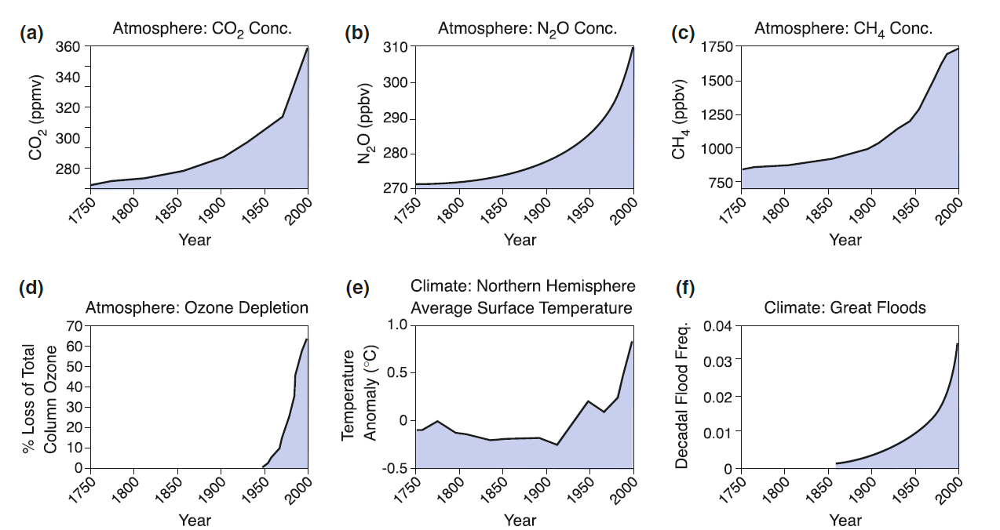 (a)
Atmosphere: CO₂ Conc.
CO₂ (ppmv)
360
340
320
300
280
1750
1800
1850
1900
1950
2000
Year
(b)
Atmosphere: N₂O Conc.
N₂O (ppbv)
310
300
290
280
270
1750
1800
1850
1900
1950
2000
Year
(c)
Atmosphere: CH₄ Conc.
CH₄ (ppbv)
1750
1500
1250
1000
750
1750
1800
1850
1900
1950
2000
Year
(d)
Atmosphere: Ozone Depletion
% Loss of Total
Column Ozone
70
60
50
40
30
20
10
0
1750
1800
1850
1900
1950
2000
Year
(e)
Climate: Northern Hemisphere
Average Surface Temperature
Temperature
Anomaly (°C)
1.0
0.5
0
-0.5
1750
1800
1850
1900
1950
2000
Year
(f)
Climate: Great Floods
Decadal Flood Freq.
0.04
0.03
0.02
0.01
0
1750
1800
1850
1900
1950
2000
Year